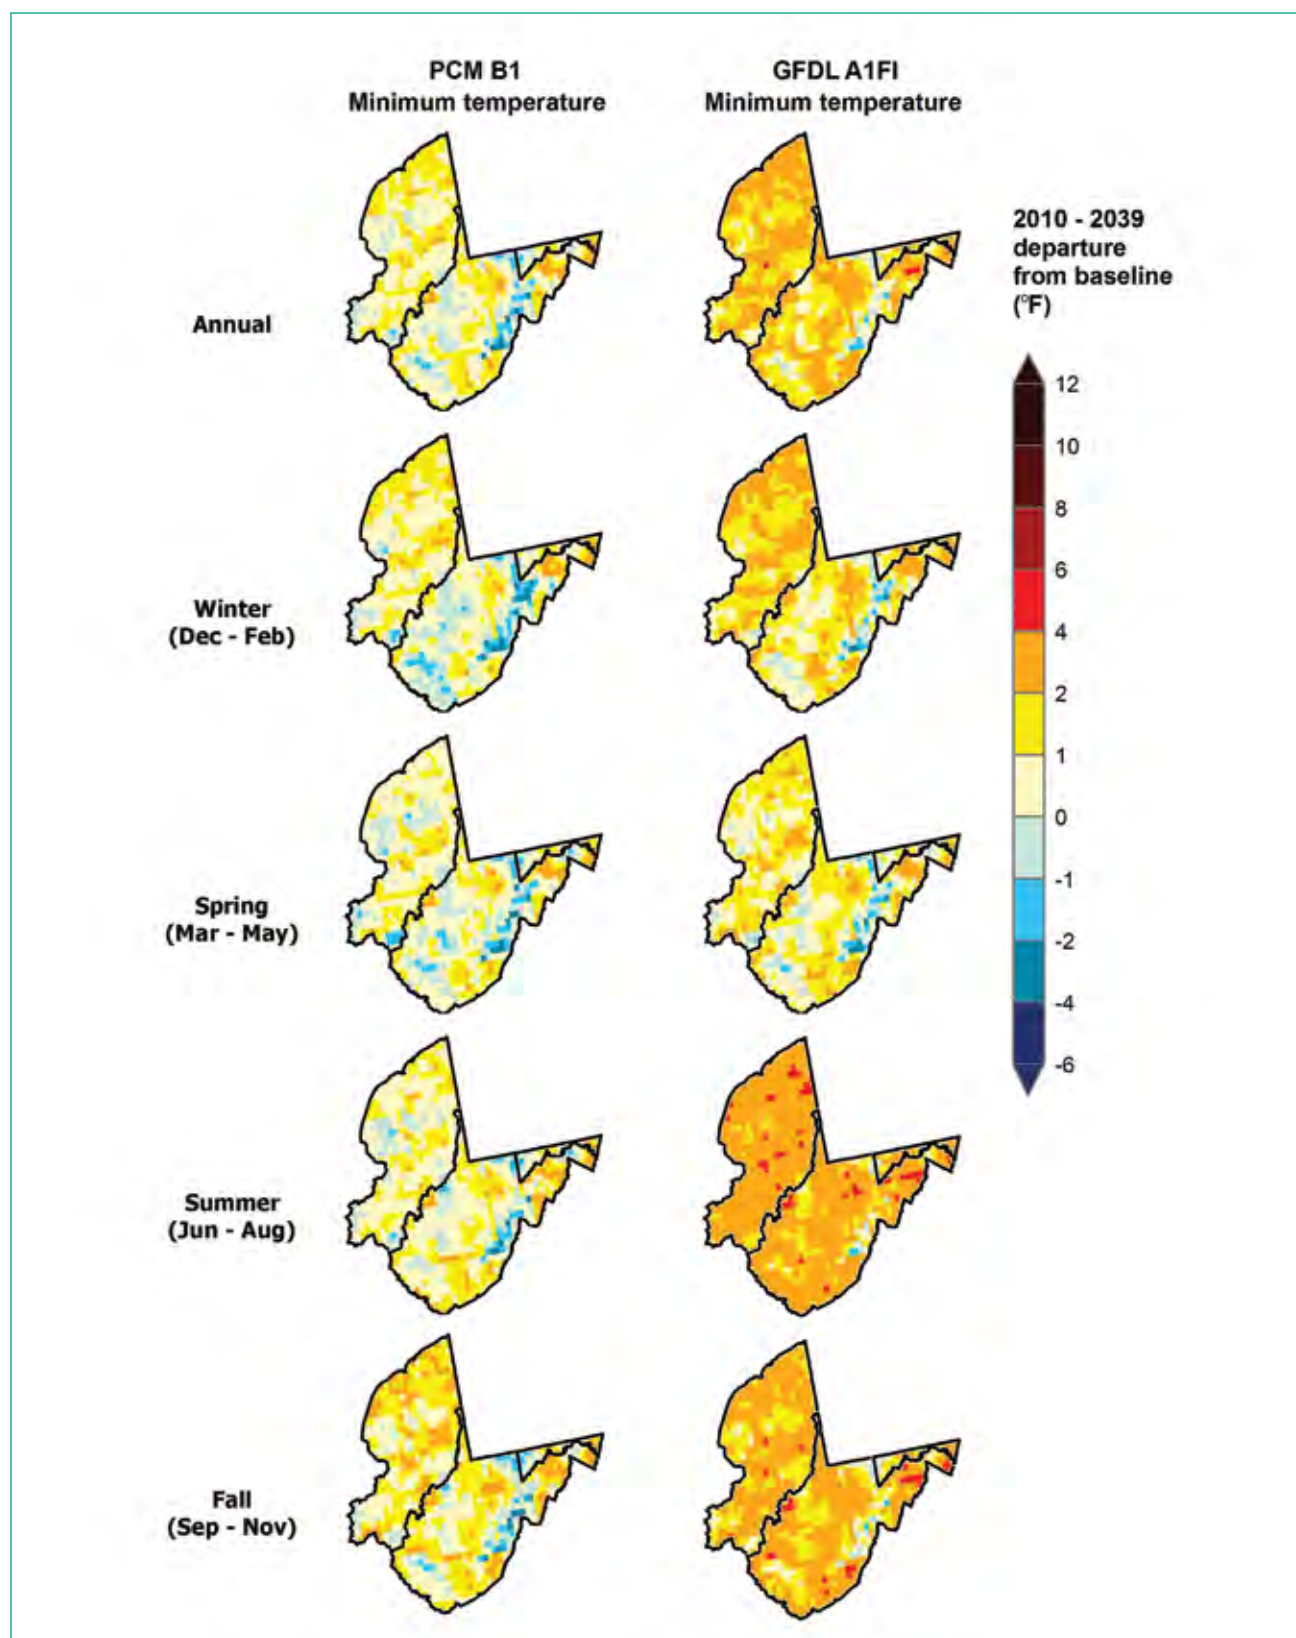 PCM B1
Minimum temperature
GFDL A1FI
Minimum temperature
2010 - 2039
departure
from baseline
(°F)
Annual
12
10
8
6
4
2
1
0
-1
-2
-4
-6
Winter
(Dec - Feb)
Spring
(Mar - May)
Summer
(Jun - Aug)
Fall
(Sep - Nov)